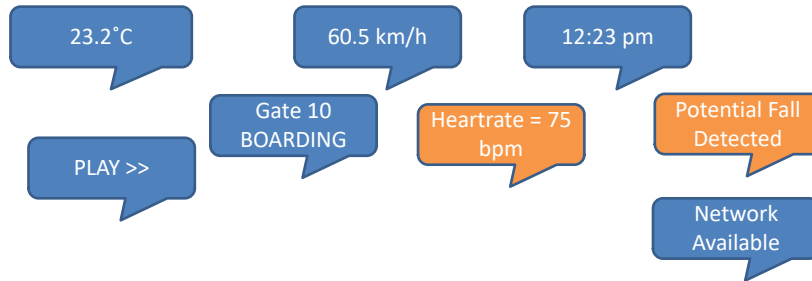 23.2˚C
60.5 km/h
12:23 pm
Gate 10
BOARDING
Heartrate = 75
bpm
Potential Fall
Detected
PLAY >>
Network
Available